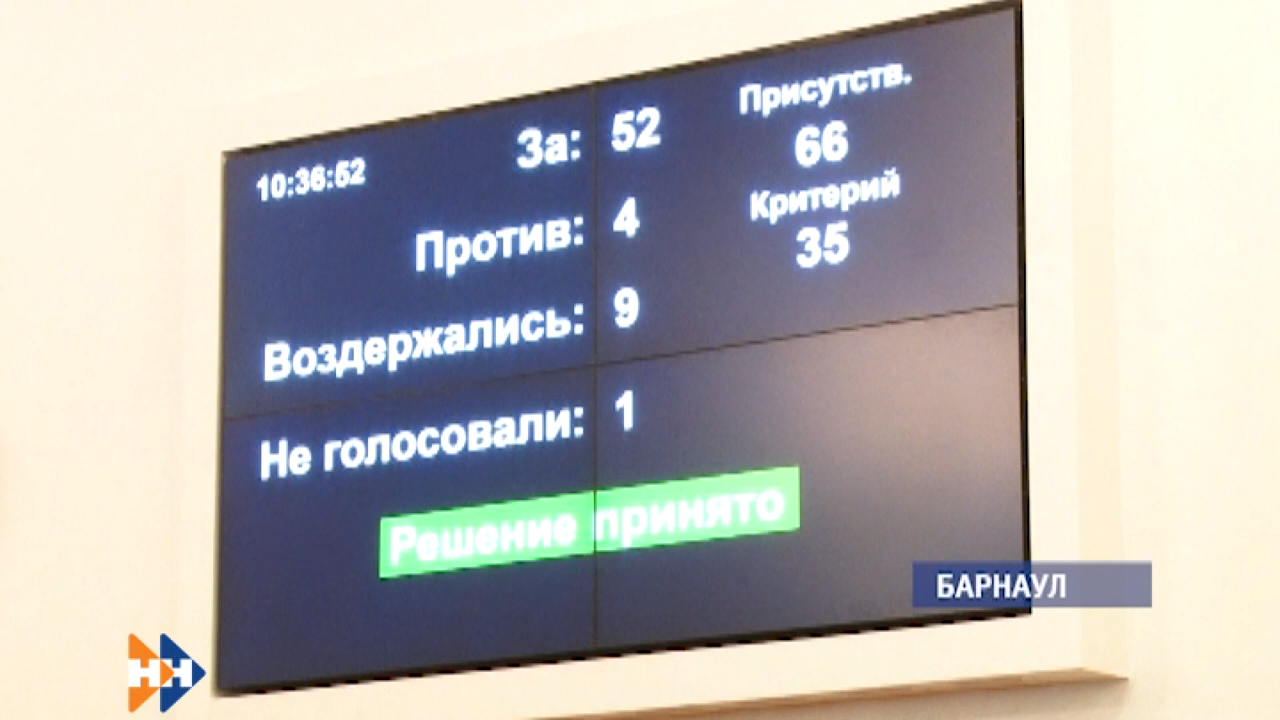 10:36:52
За: 52
Против: 4
Воздержались: 9
Не голосовали: 1
Присутств.
66
Критерий
35
Решение принято
БАРНАУЛ
НН